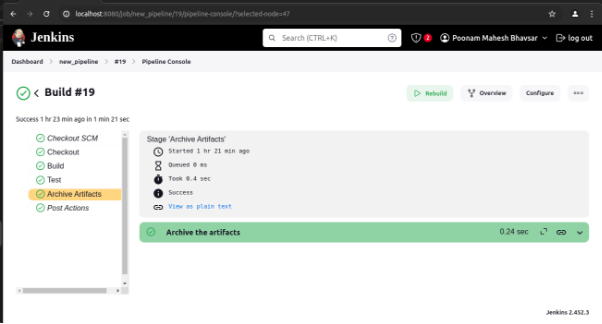 localhost:8080/job/new_pipeline/19/pipeline-console/?selected-node=47
Jenkins
Search (CTRL+K)
2
Poonam Mahesh Bhavsar
log out
Dashboard > new_pipeline > #19 > Pipeline Console
Build #19
Rebuild
Overview
Configure
Success 1 hr 23 min ago in 1 min 21 sec
Checkout SCM
Checkout
Build
Test
Archive Artifacts
Post Actions
Stage 'Archive Artifacts'
Started 1 hr 21 min ago
Queued 0 ms
Took 0.4 sec
Success
View as plain text
Archive the artifacts
0.24 sec
Jenkins 2.452.3